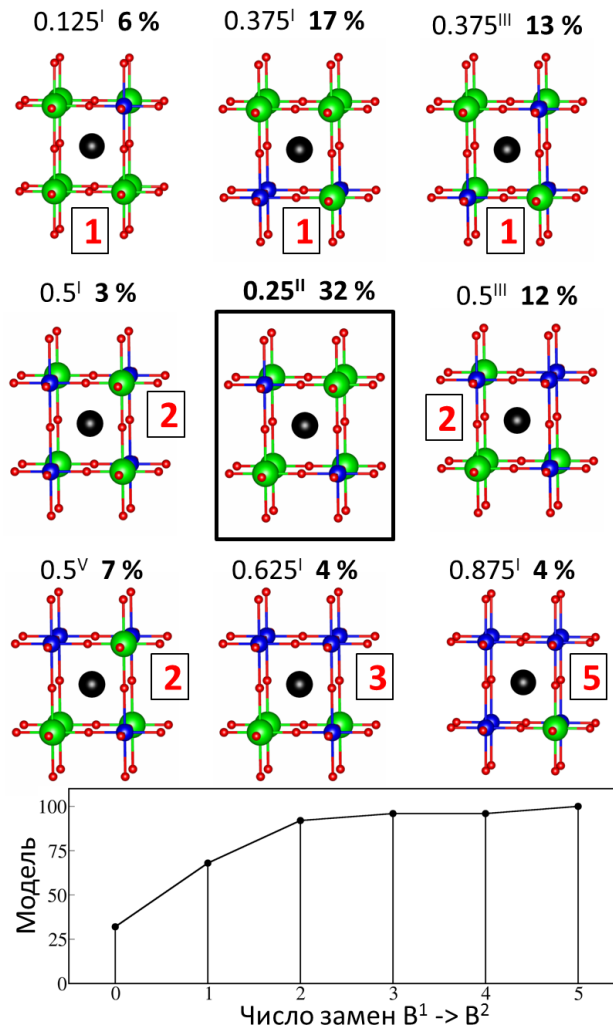 0.125ᴵ 6 % 0.375ᴵ 17 % 0.375ᴵᴵᴵ 13 %
1 1 1
0.5ᴵ 3 % 0.25ᴵᴵ 32 % 0.5ᴵᴵᴵ 12 %
2 2
0.5ⱽ 7 % 0.625ᴵ 4 % 0.875ᴵ 4 %
2 3 5
100
75
50
25
0
Модель
0 1 2 3 4 5
Число замен B¹ -> B²